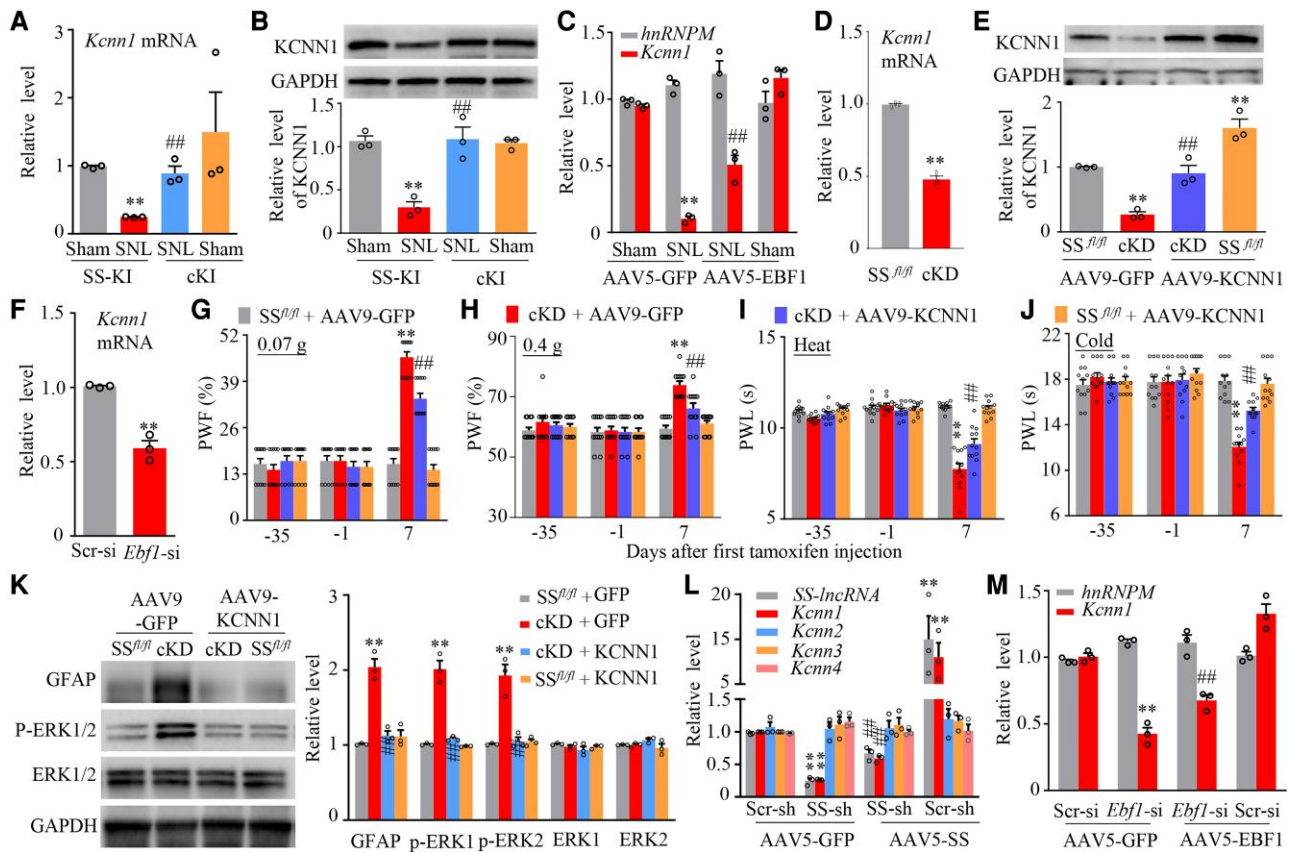 A
Kcnn1 mRNA
Relative level
3
2
1
0
**
##
Sham SNL SNL Sham
SS-KI cKI
B
KCNN1
GAPDH
Relative level
of KCNN1
1.5
1.0
0.5
0
**
##
Sham SNL SNL Sham
SS-KI cKI
C
hnRNPM
Kcnn1
Relative level
1.5
1.0
0.5
0
**
##
Sham SNL SNL Sham
AAV5-GFP AAV5-EBF1
D
Kcnn1
mRNA
Relative level
1.5
1.0
0.5
0
**
SS fl/fl cKD
E
KCNN1
GAPDH
Relative level
of KCNN1
2.0
1.5
1.0
0.5
0
**
##
**
SS fl/fl cKD cKD SS fl/fl
AAV9-GFP AAV9-KCNN1
F
Kcnn1
mRNA
Relative level
1.5
1.0
0.5
0
**
Scr-si Ebf1-si
G
SS fl/fl + AAV9-GFP
0.07 g
PWF (%)
52
39
26
13
0
**
##
-35 -1 7
H
cKD + AAV9-GFP
0.4 g
PWF (%)
90
60
30
**
##
-35 -1 7
I
cKD + AAV9-KCNN1
Heat
PWL (s)
15
10
5
**
##
-35 -1 7
J
SS fl/fl + AAV9-KCNN1
Cold
PWL (s)
22
18
14
10
**
##
-35 -1 7
Days after first tamoxifen injection
K
AAV9
-GFP
AAV9-
KCNN1
SS fl/fl cKD cKD SS fl/fl
GFAP
P-ERK1/2
ERK1/2
GAPDH
SS fl/fl + GFP
cKD + GFP
cKD + KCNN1
SS fl/fl + KCNN1
Relative level
4
3
2
1
0
** ** **
## ## ##
GFAP p-ERK1 p-ERK2 ERK1 ERK2
L
SS-lncRNA
Kcnn1
Kcnn2
Kcnn3
Kcnn4
Relative level
20
15
10
5
1.5
1.0
0.5
0
** **
## ##
** **
Scr-sh SS-sh SS-sh Scr-sh
AAV5-GFP AAV5-SS
M
hnRNPM
Kcnn1
Relative level
1.5
1.0
0.5
0
**
##
Scr-si Ebf1-si Ebf1-si Scr-si
AAV5-GFP AAV5-EBF1